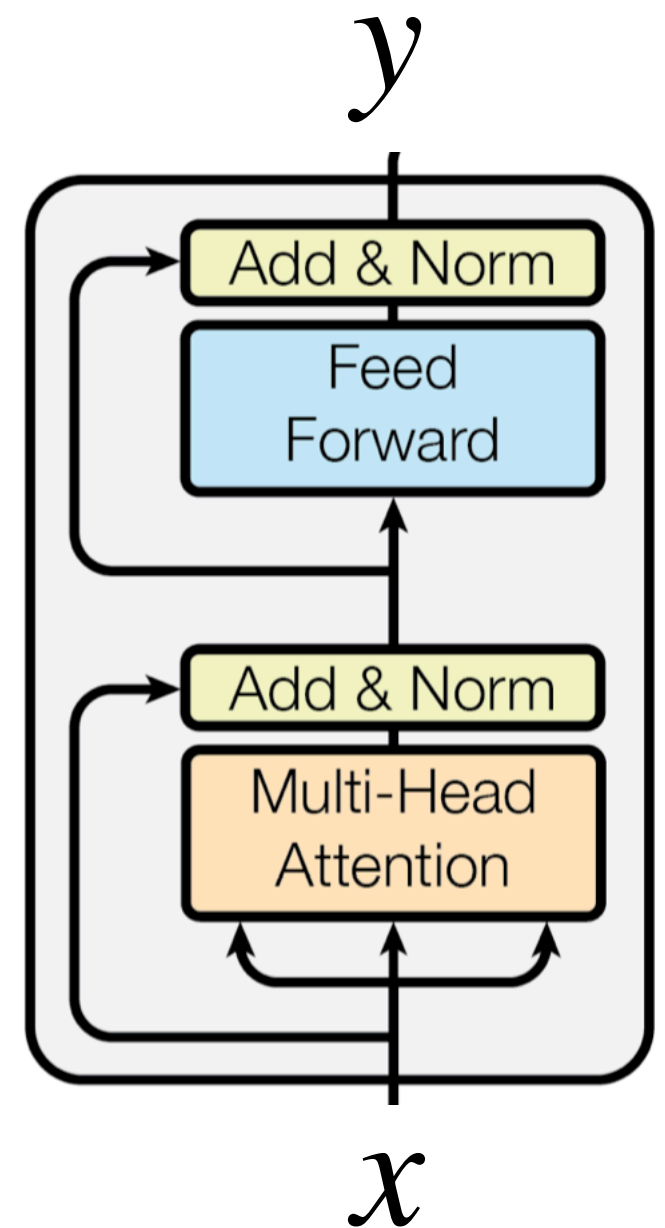 y
Add & Norm
Feed
Forward
Add & Norm
Multi-Head
Attention
x